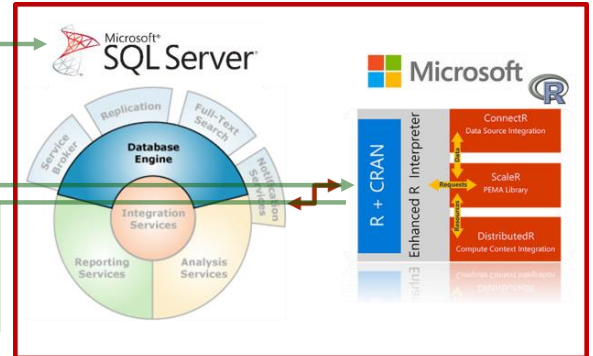 Microsoft®
SQL Server®
Service
Broker
Replication
Full-Text
Search
Notification
Services
Database
Engine
Integration
Services
Reporting
Services
Analysis
Services
Microsoft
R
R + CRAN
Enhanced R Interpreter
ConnectR
Data Source Integration
Data
ScaleR
PEMA Library
Requests
Resources
DistributedR
Compute Context Integration